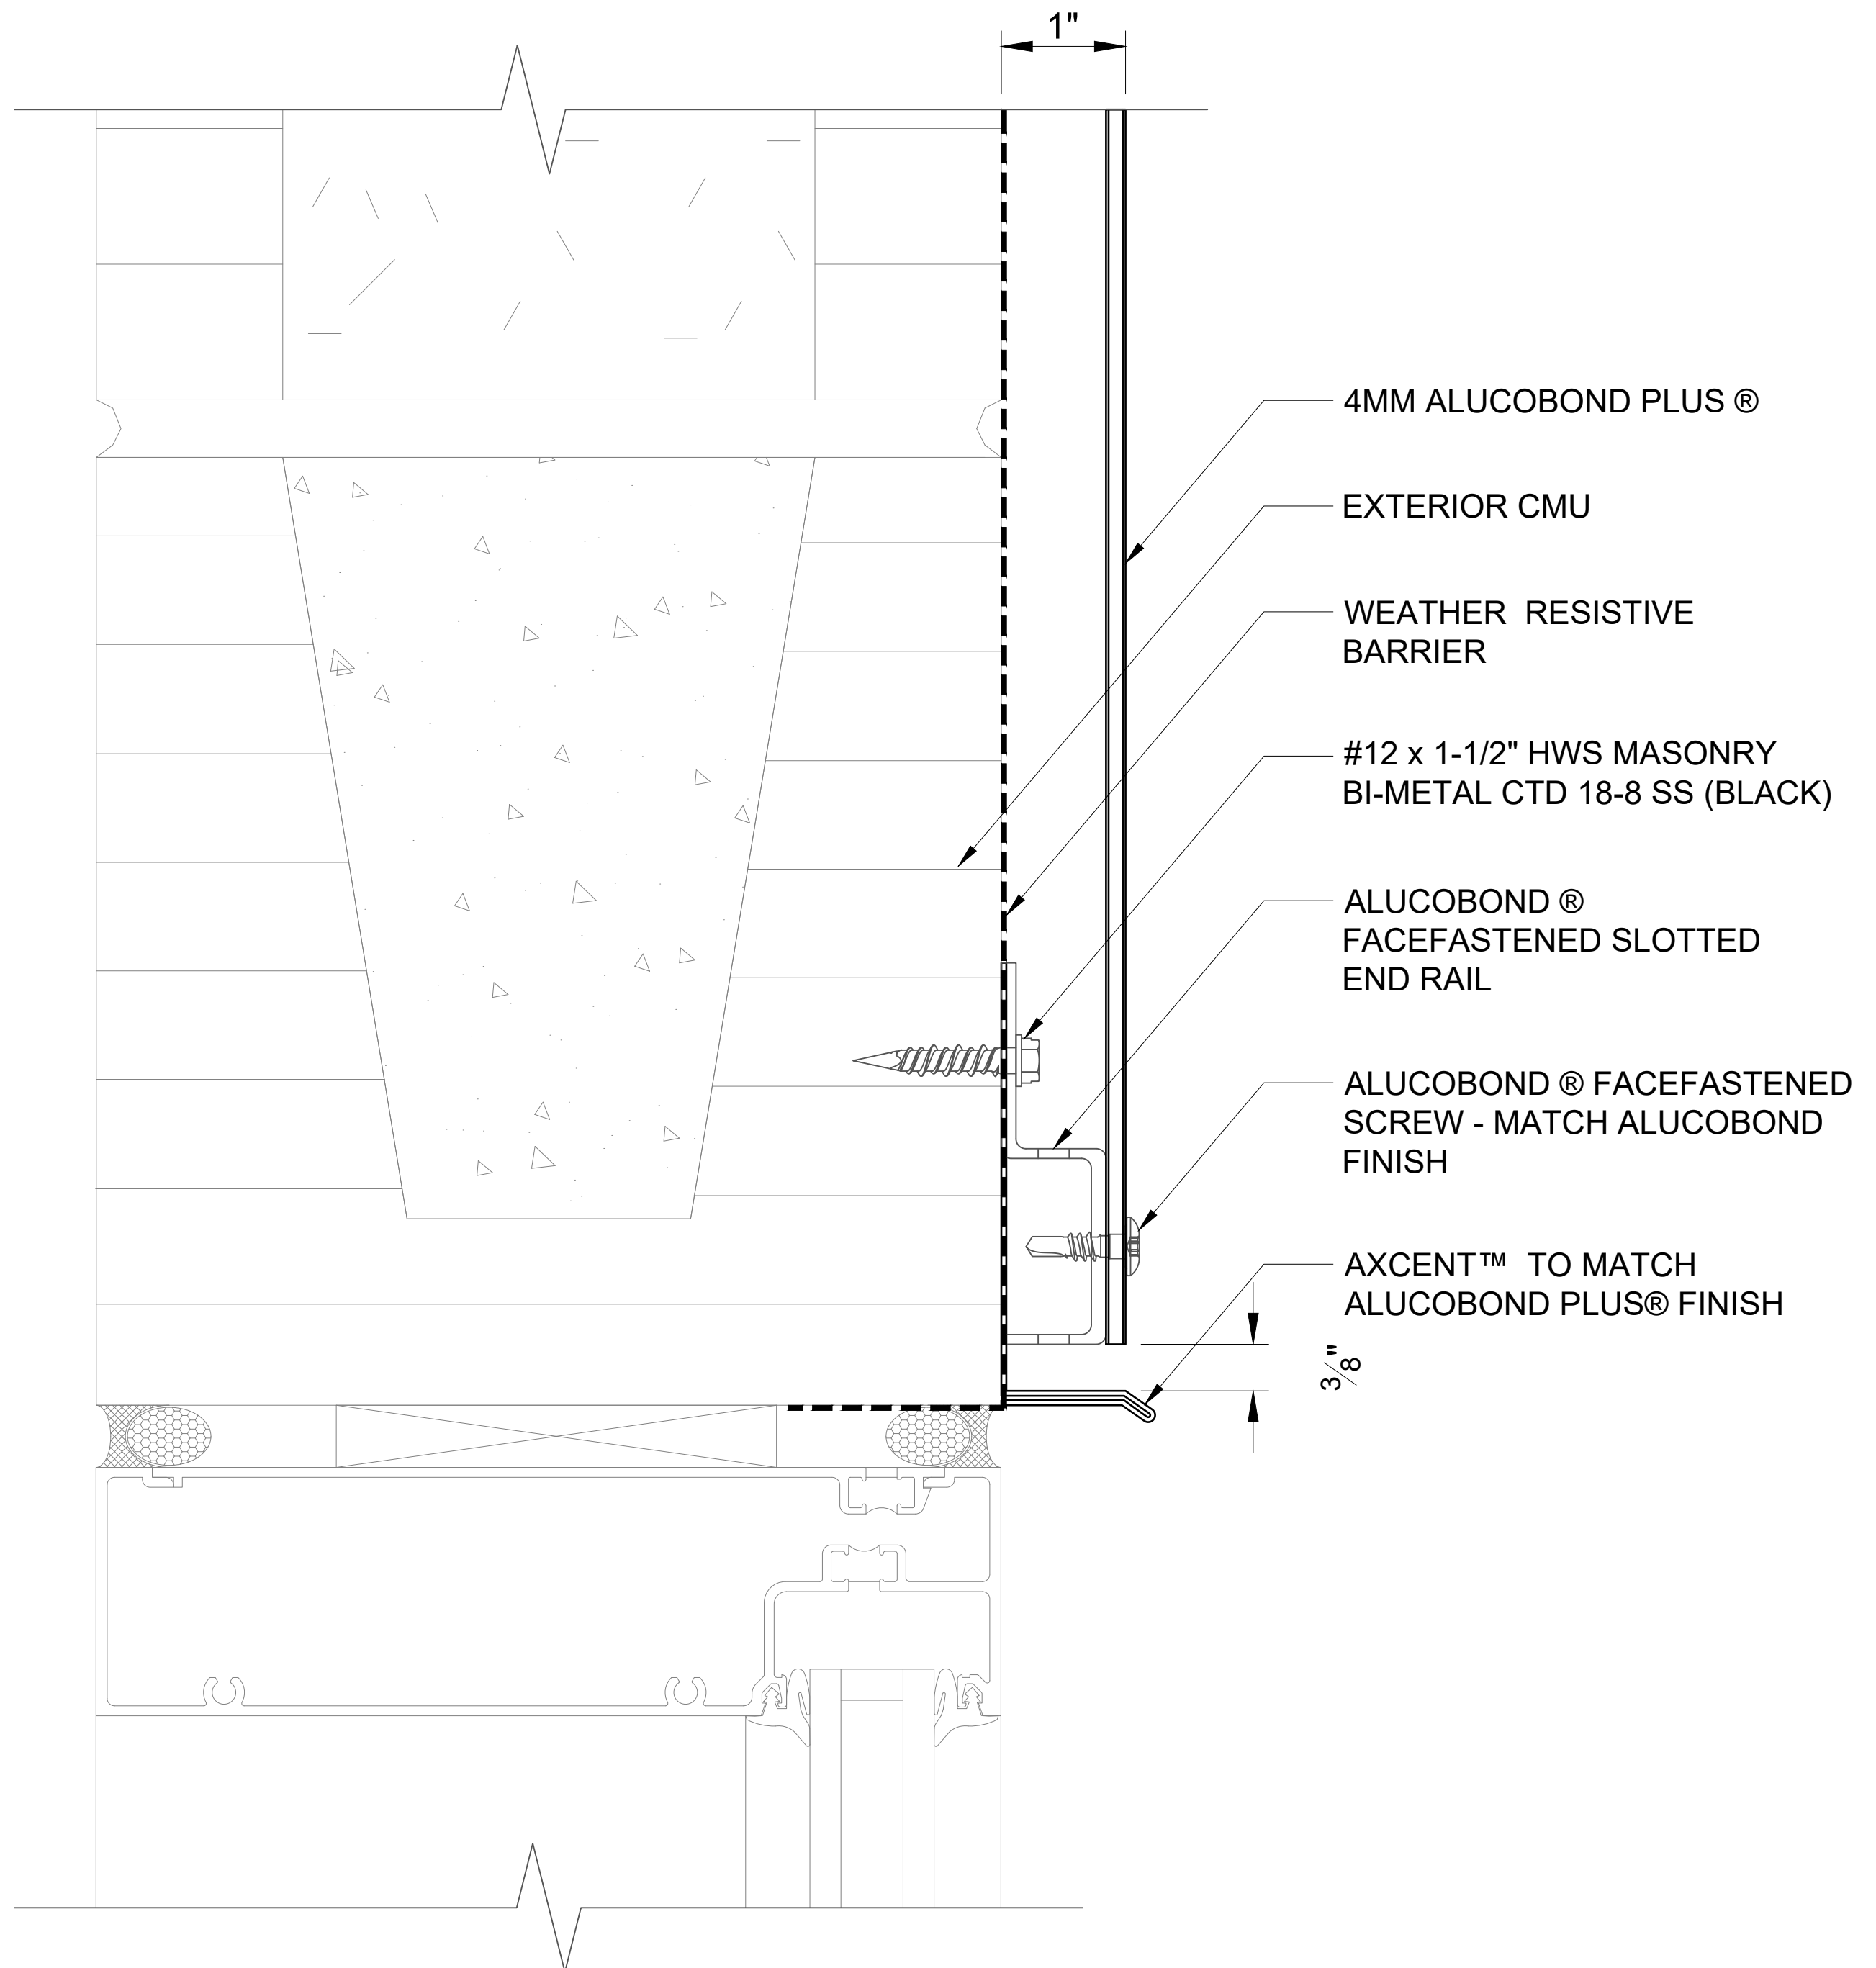 1"
4MM ALUCOBOND PLUS ®
EXTERIOR CMU
WEATHER RESISTIVE
BARRIER
#12 x 1-1/2" HWS MASONRY
BI-METAL CTD 18-8 SS (BLACK)
ALUCOBOND ®
FACEFASTENED SLOTTED
END RAIL
ALUCOBOND ® FACEFASTENED
SCREW - MATCH ALUCOBOND
FINISH
AXCENT™ TO MATCH
ALUCOBOND PLUS® FINISH
3/8"